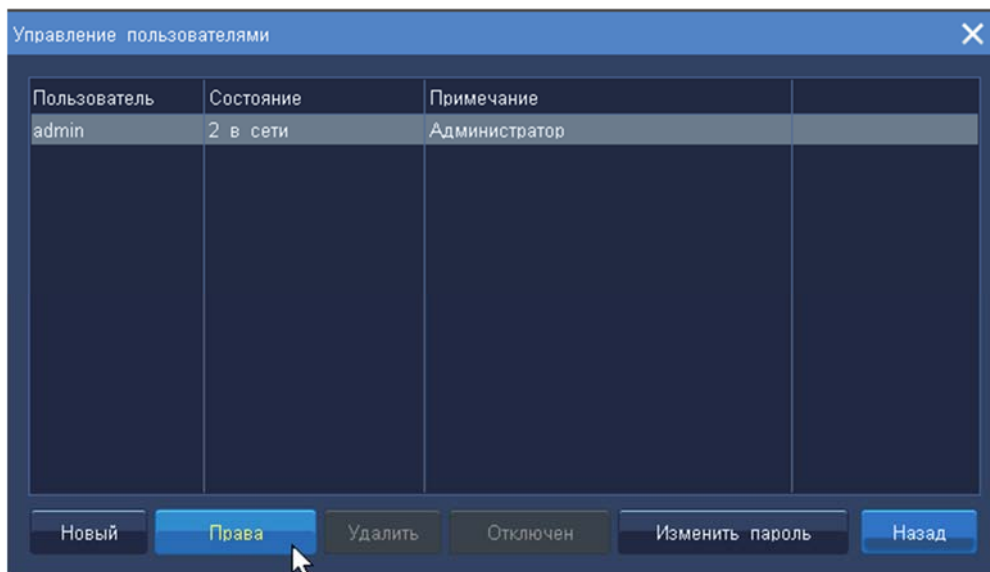 Управление пользователями
Пользователь Состояние Примечание
admin 2 в сети Администратор
Новый Права Удалить Отключен Изменить пароль Назад